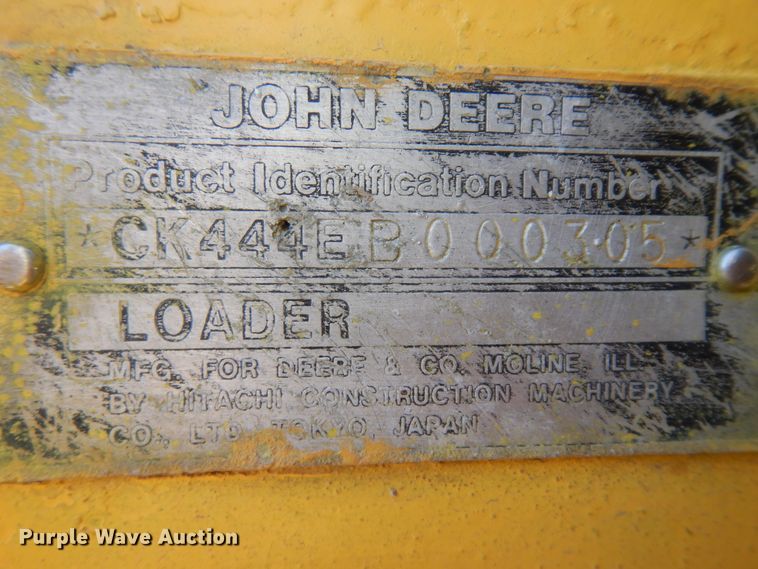 JOHN DEERE
Product Identification Number
*CK444EB000305*
LOADER
MFG. FOR DEERE & CO. MOLINE, ILL.
BY HITACHI CONSTRUCTION MACHINERY
CO., LTD. TOKYO, JAPAN
Purple Wave Auction